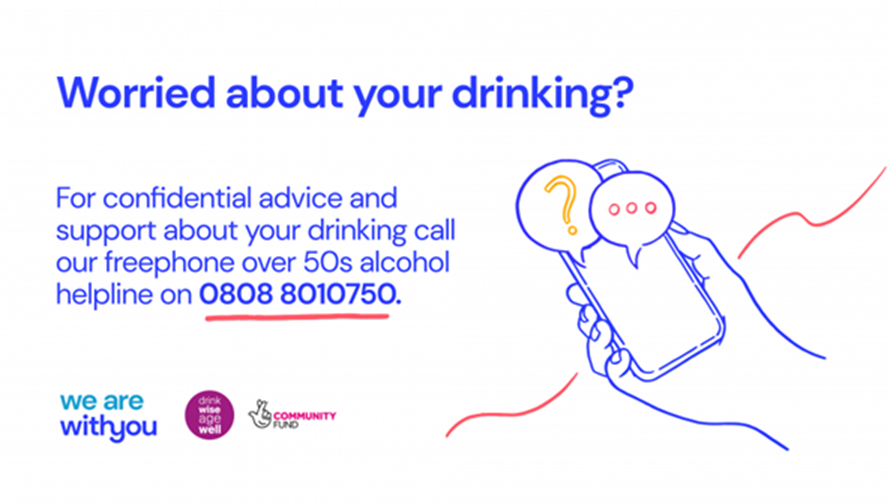 Worried about your drinking?
For confidential advice and
support about your drinking call
our freephone over 50s alcohol
helpline on 0808 8010750.
we are
withyou
drink
wise
age
well
COMMUNITY
FUND